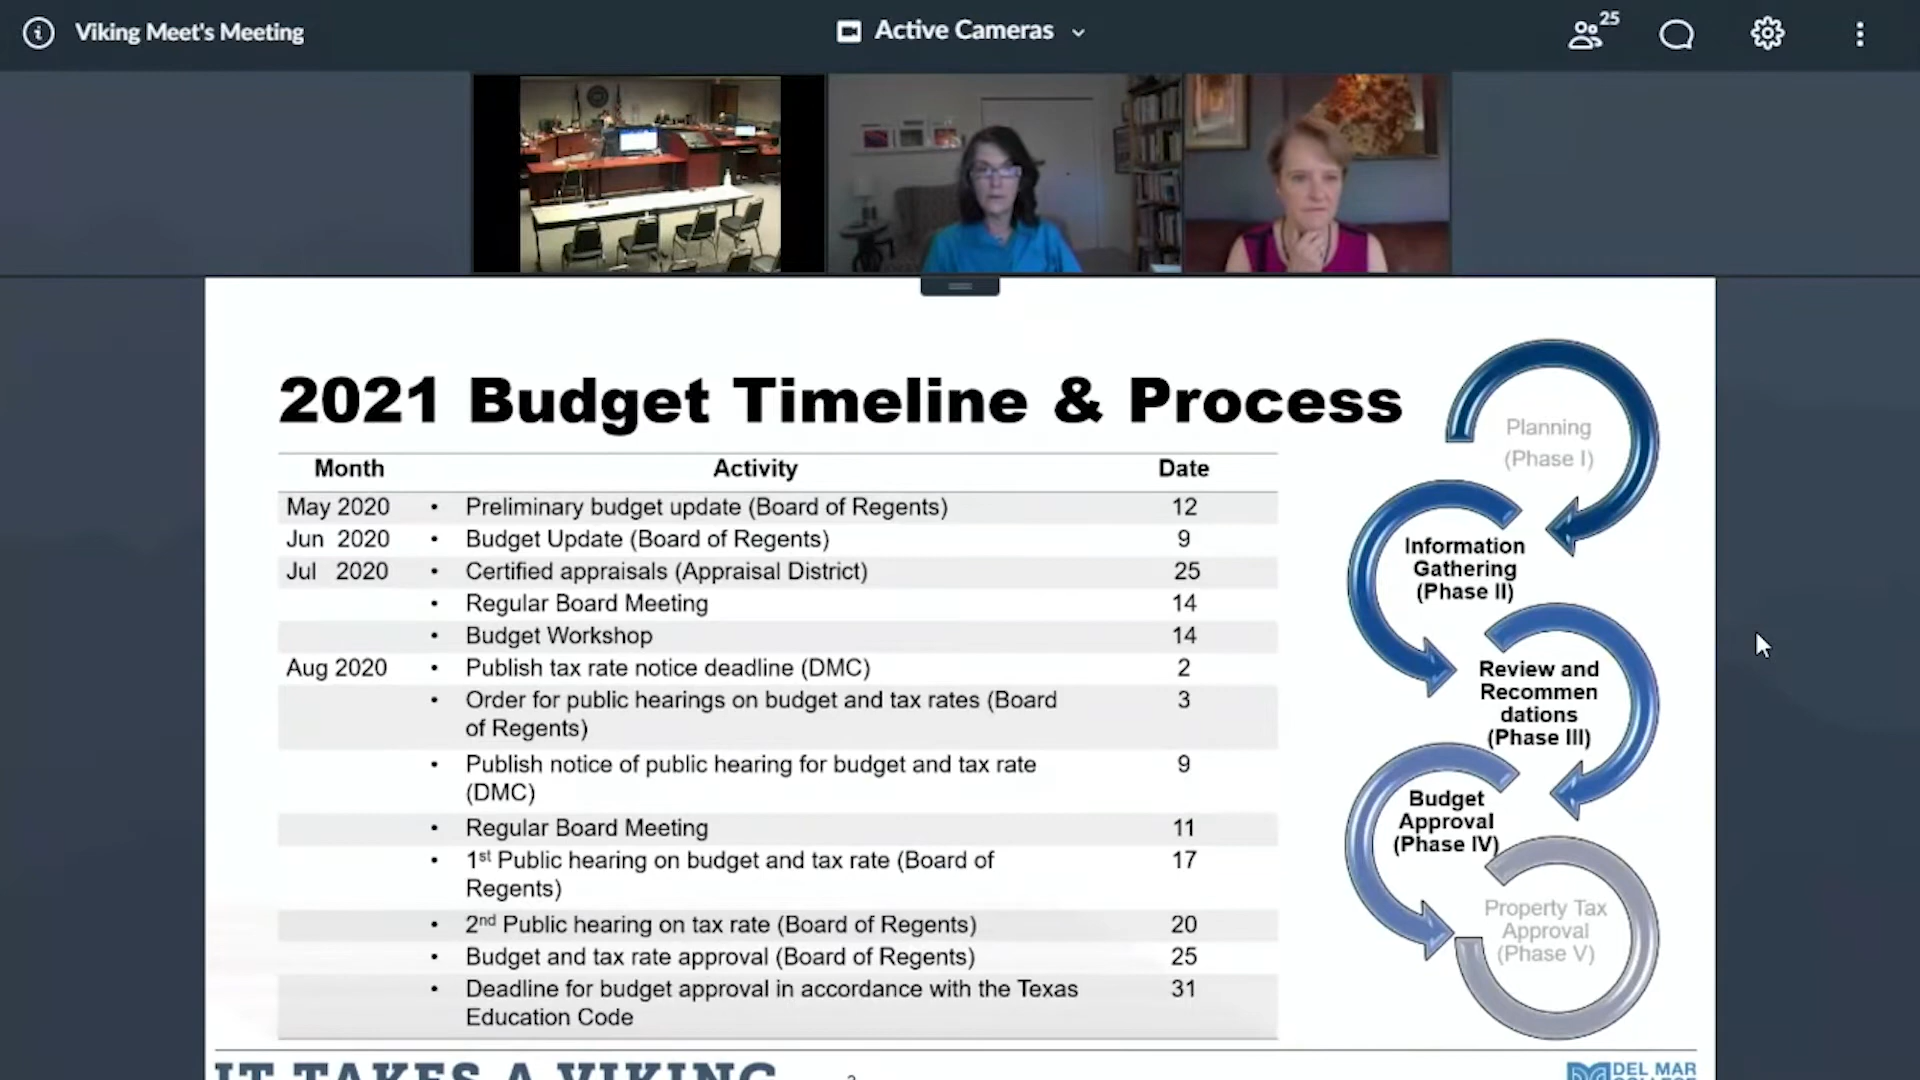 Viking Meet's Meeting
Active Cameras
25
2021 Budget Timeline & Process
Month Activity Date
May 2020 • Preliminary budget update (Board of Regents) 12
Jun 2020 • Budget Update (Board of Regents) 9
Jul 2020 • Certified appraisals (Appraisal District) 25
• Regular Board Meeting 14
• Budget Workshop 14
Aug 2020 • Publish tax rate notice deadline (DMC) 2
• Order for public hearings on budget and tax rates (Board 3
of Regents)
• Publish notice of public hearing for budget and tax rate 9
(DMC)
• Regular Board Meeting 11
• 1st Public hearing on budget and tax rate (Board of 17
Regents)
• 2nd Public hearing on tax rate (Board of Regents) 20
• Budget and tax rate approval (Board of Regents) 25
• Deadline for budget approval in accordance with the Texas 31
Education Code
Planning
(Phase I)
Information
Gathering
(Phase II)
Review and
Recommen
dations
(Phase III)
Budget
Approval
(Phase IV)
Property Tax
Approval
(Phase V)
IT TAKES A VIKING
DEL MAR
COLLEGE